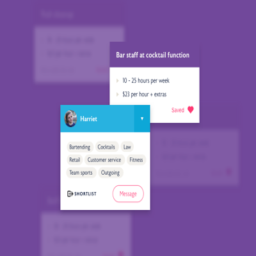 Bar staff at cocktail function
10 - 25 hours per week
$23 per hour + extras
Saved
Harriet
Bartending Cocktails Law
Retail Customer service Fitness
Team sports Outgoing
SHORTLIST Message